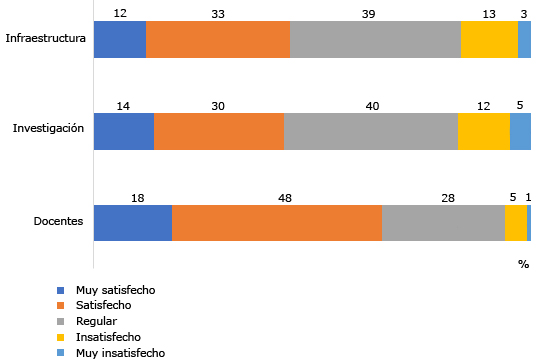 12 33 39 13 3
Infraestructura
14 30 40 12 5
Investigación
18 48 28 5 1
Docentes
%
Muy satisfecho
Satisfecho
Regular
Insatisfecho
Muy insatisfecho